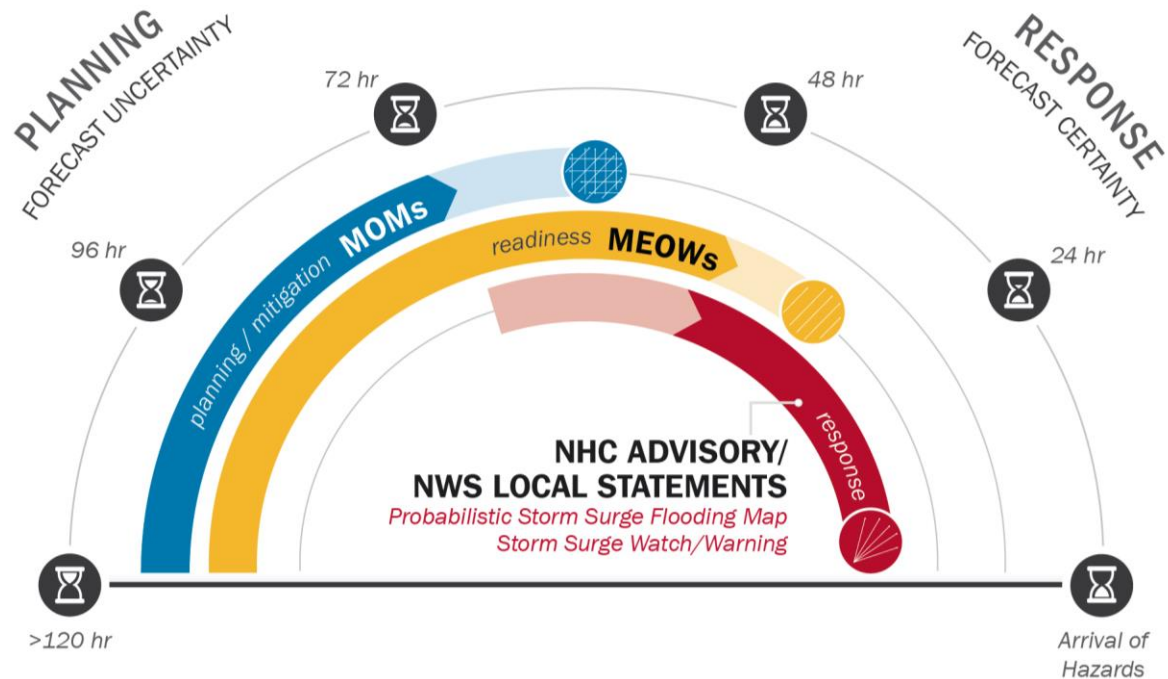 PLANNING
FORECAST UNCERTAINTY
RESPONSE
FORECAST CERTAINTY
72 hr
48 hr
96 hr
24 hr
planning / mitigation MOMs
readiness MEOWs
response
NHC ADVISORY/
NWS LOCAL STATEMENTS
Probabilistic Storm Surge Flooding Map
Storm Surge Watch/Warning
>120 hr
Arrival of
Hazards